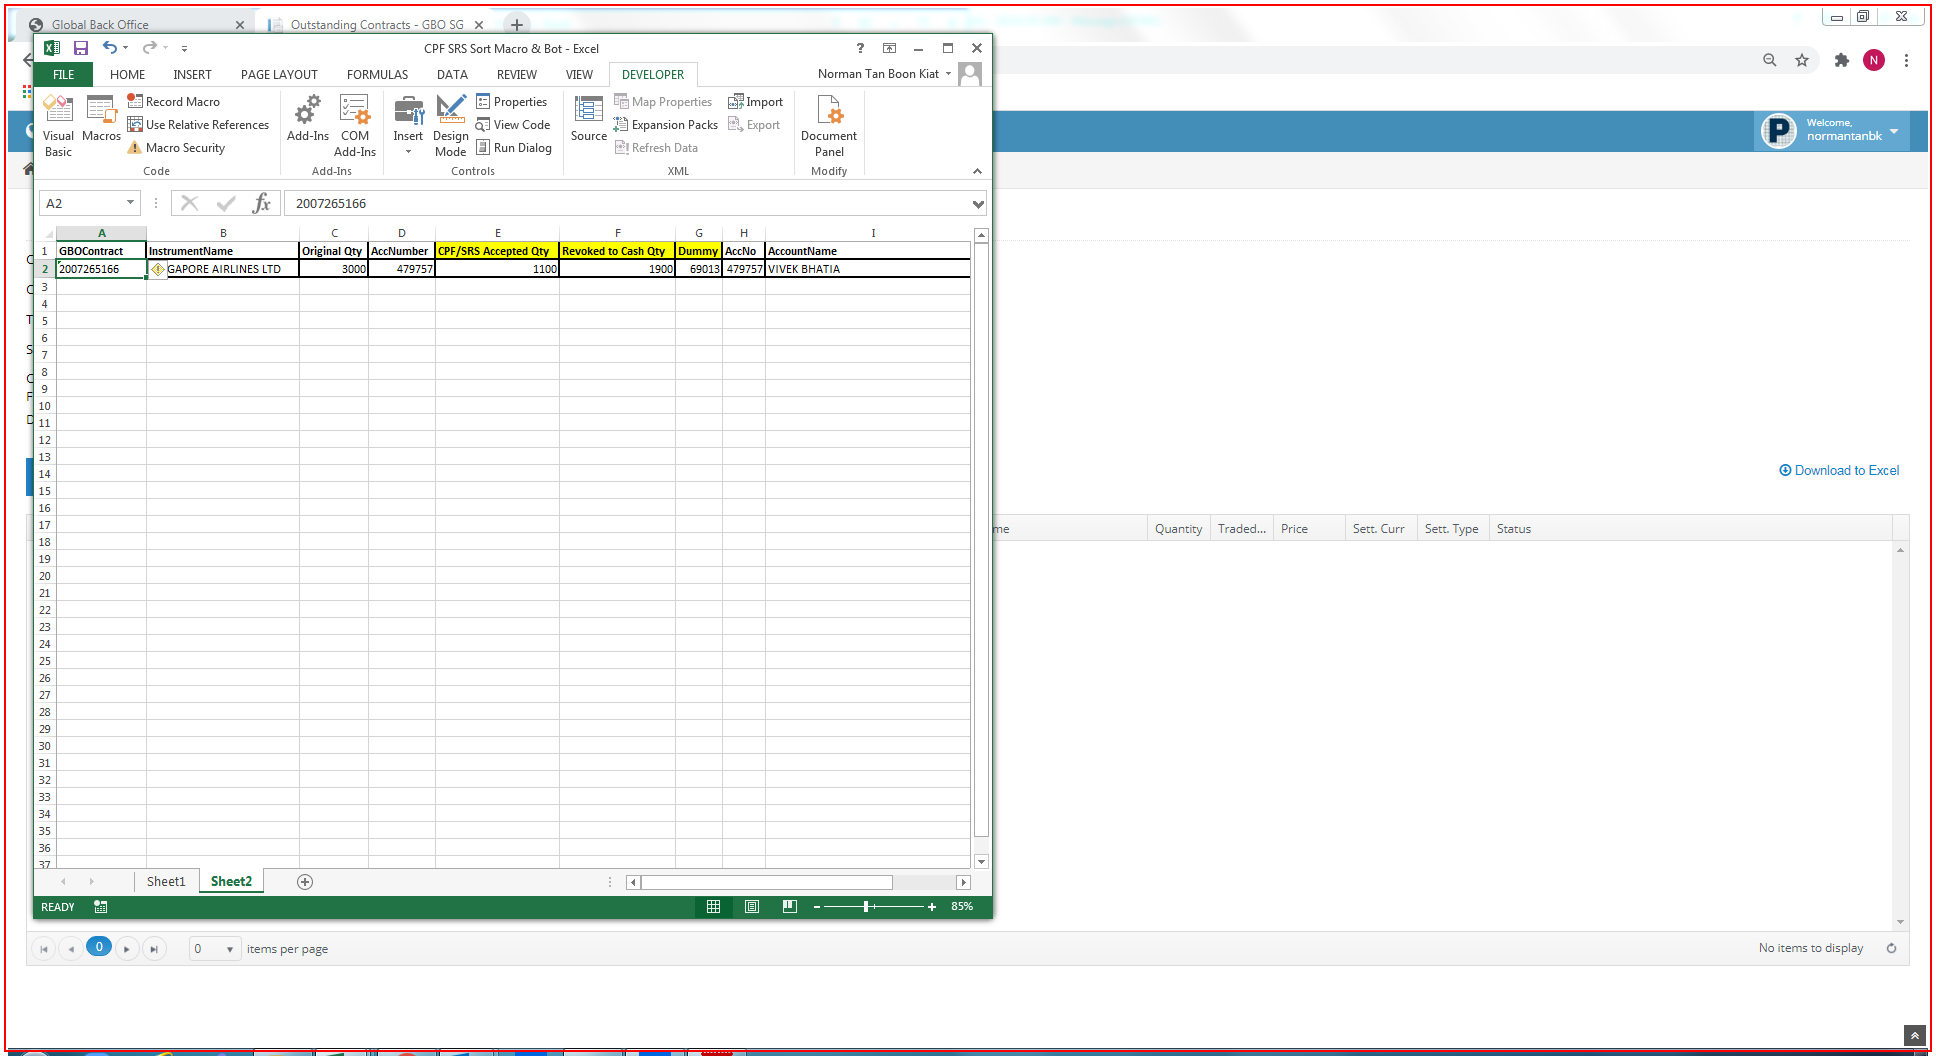 Global Back Office
Outstanding Contracts - GBO SG
CPF SRS Sort Macro & Bot - Excel
FILE HOME INSERT PAGE LAYOUT FORMULAS DATA REVIEW VIEW DEVELOPER Norman Tan Boon Kiat
N
Visual Basic
Macros
Record Macro
Use Relative References
Macro Security
Code
Add-Ins
COM Add-Ins
Add-Ins
Insert
Design Mode
Properties
View Code
Run Dialog
Controls
Source
Map Properties
Expansion Packs
Refresh Data
Import
Export
XML
Document Panel
Modify
Welcome,
normantanbk
A2 fx 2007265166
A B C D E F G H I
1 GBOContract InstrumentName Original Qty AccNumber CPF/SRS Accepted Qty Revoked to Cash Qty Dummy AccNo AccountName
2 2007265166 GAPORE AIRLINES LTD 3000 479757 1100 1900 69013 479757 VIVEK BHATIA
3
4
5
6
7
8
9
10
11
12
13
14
15
16
17
18
19
20
21
22
23
24
25
26
27
28
29
30
31
32
33
34
35
36
37
Download to Excel
me Quantity Traded... Price Sett. Curr Sett. Type Status
Sheet1 Sheet2
READY 85%
0 0 items per page No items to display